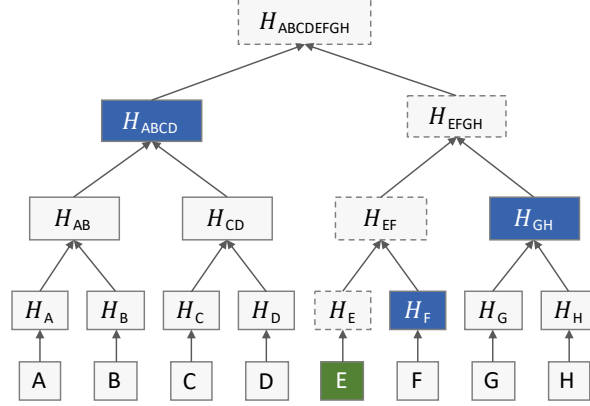 H_ABCDEFGH
H_ABCD H_EFGH
H_AB H_CD H_EF H_GH
H_A H_B H_C H_D H_E H_F H_G H_H
A B C D E F G H